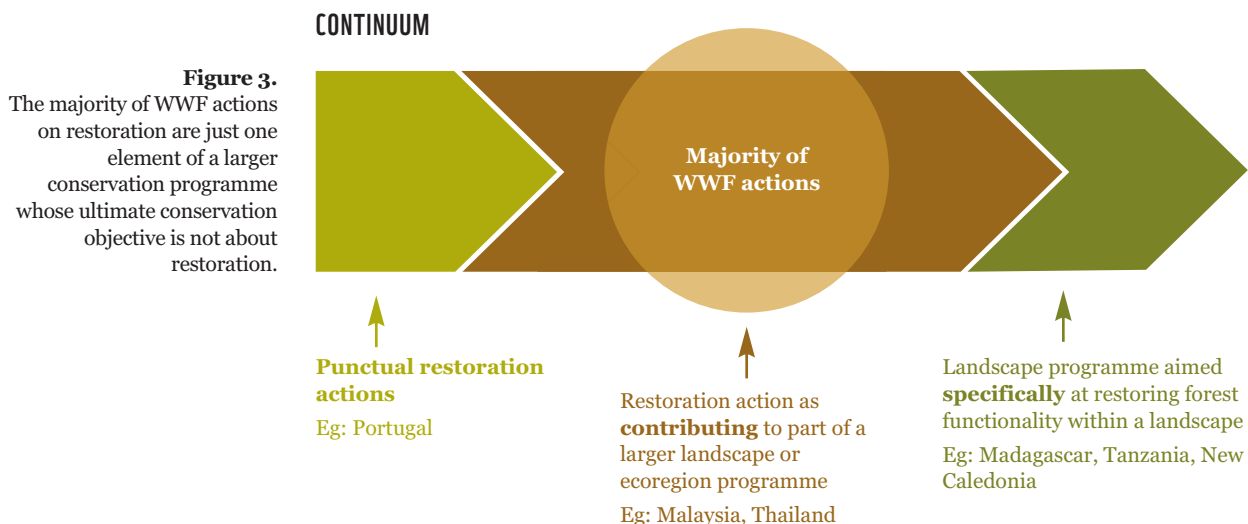 CONTINUUM
Figure 3.
The majority of WWF actions
on restoration are just one
element of a larger
conservation programme
whose ultimate conservation
objective is not about
restoration.
Majority of
WWF actions
Punctual restoration
actions
Eg: Portugal
Restoration action as
contributing to part of a
larger landscape or
ecoregion programme
Eg: Malaysia, Thailand
Landscape programme aimed
specifically at restoring forest
functionality within a landscape
Eg: Madagascar, Tanzania, New
Caledonia